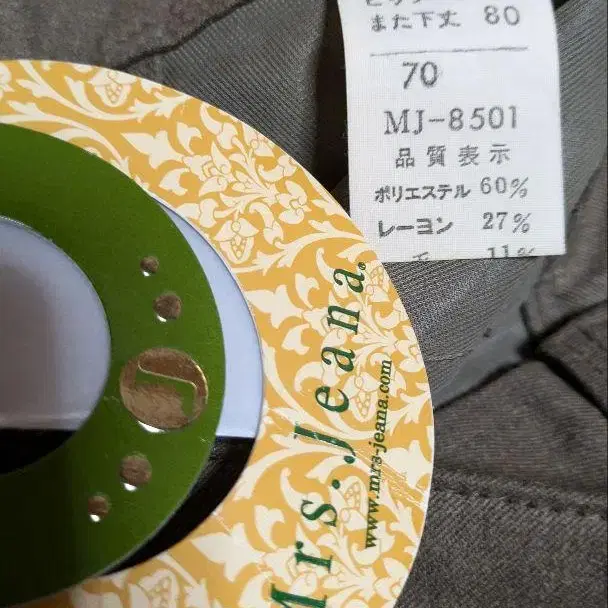 また下丈 80
70
MJ-8501
品質表示
ポリエステル 60%
レーヨン 27%
11%
Mrs.Jeana®
www.mrs-jeana.com
J